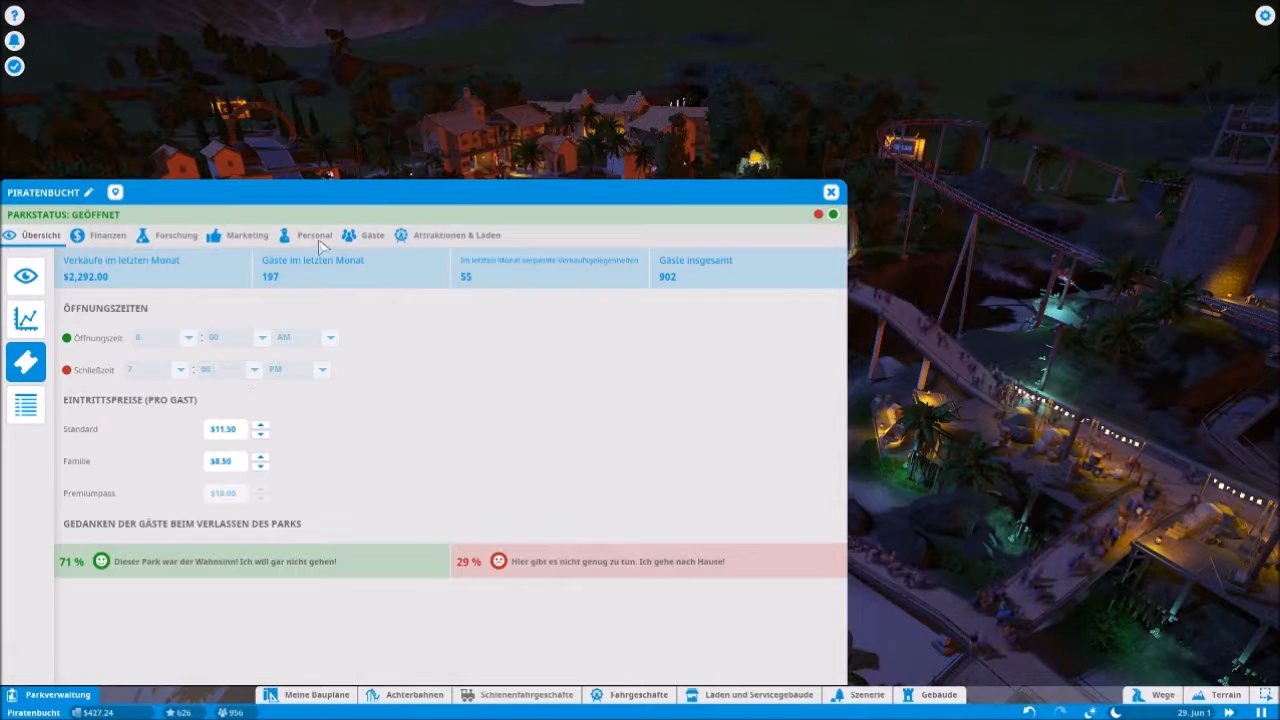 PIRATENBUCHT
PARKSTATUS: GEÖFFNET
Übersicht Finanzen Forschung Marketing Personal Gäste Attraktionen & Läden
Verkäufe im letzten Monat Gäste im letzten Monat Im letzten Monat verpasste Verkaufsgelegenheiten Gäste insgesamt
$2,292.00 197 55 902
ÖFFNUNGSZEITEN
Öffnungszeit 8 : 00 AM
Schließzeit 7 : 00 PM
EINTRITTSPREISE (PRO GAST)
Standard $11.50
Familie $8.50
Premiumpass $10.00
GEDANKEN DER GÄSTE BEIM VERLASSEN DES PARKS
71 % Dieser Park war der Wahnsinn! Ich will gar nicht gehen! 29 % Hier gibt es nicht genug zu tun. Ich gehe nach Hause!
Parkverwaltung Meine Baupläne Achterbahnen Schienenfahrgeschäfte Fahrgeschäfte Läden und Servicegebäude Szenerie Gebäude Wege Terrain
Piratenbucht $427.24 626 956 29. Jun 1